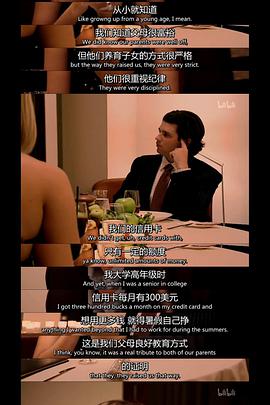 从小就知道
Like growing up from a young age, I mean.
我们知道父母很富裕
We did know our parents were well off,
但他们养育子女的方式很严格
but the way they raised us, they were very strict.
他们很重视纪律
They were very disciplined.
bilibili
我们的信用卡
We didn't get, uh, credit cards with,
只有一定的额度
ya know, unlimited amounts of money.
我大学高年级时
And yet, when I was a senior in college
信用卡每月有300美元
I got three hundred bucks a month on my credit card and
想用更多钱 就得暑假自己挣
anything I wanted beyond that I had to work for during the summers.
这是我们父母良好教育方式
I think, you know, it was a real tribute to both of our parents
的证明
that they, they raised us that way.
bilibili